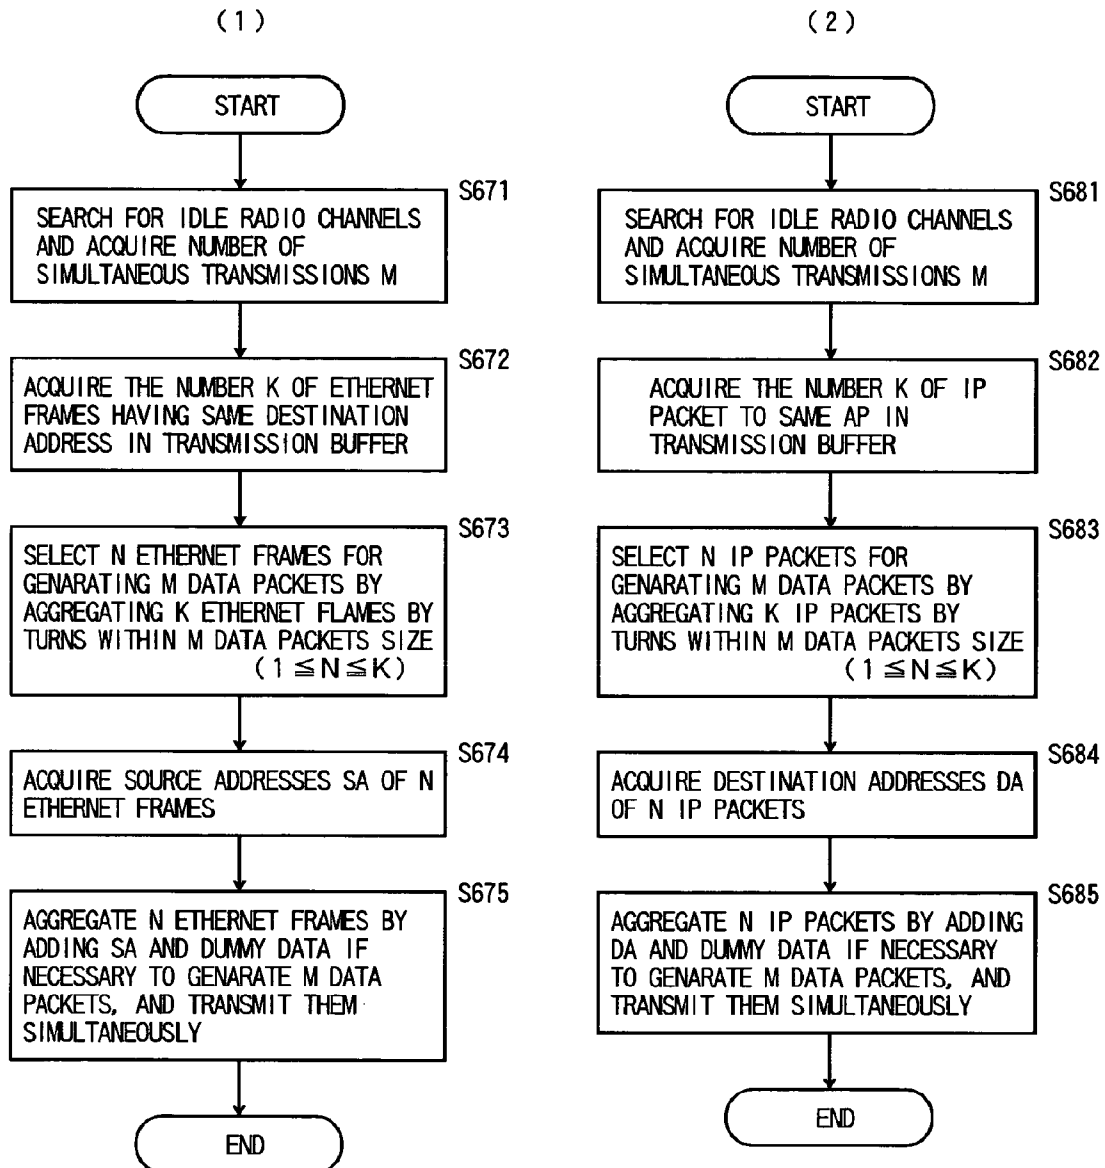 (1)
START
S671
SEARCH FOR IDLE RADIO CHANNELS
AND ACQUIRE NUMBER OF
SIMULTANEOUS TRANSMISSIONS M
S672
ACQUIRE THE NUMBER K OF ETHERNET
FRAMES HAVING SAME DESTINATION
ADDRESS IN TRANSMISSION BUFFER
S673
SELECT N ETHERNET FRAMES FOR
GENARATING M DATA PACKETS BY
AGGREGATING K ETHERNET FLAMES BY
TURNS WITHIN M DATA PACKETS SIZE
(1≦N≦K)
S674
ACQUIRE SOURCE ADDRESSES SA OF N
ETHERNET FRAMES
S675
AGGREGATE N ETHERNET FRAMES BY
ADDING SA AND DUMMY DATA IF
NECESSARY TO GENARATE M DATA
PACKETS, AND TRANSMIT THEM
SIMULTANEOUSLY
END
(2)
START
S681
SEARCH FOR IDLE RADIO CHANNELS
AND ACQUIRE NUMBER OF
SIMULTANEOUS TRANSMISSIONS M
S682
ACQUIRE THE NUMBER K OF IP
PACKET TO SAME AP IN
TRANSMISSION BUFFER
S683
SELECT N IP PACKETS FOR
GENARATING M DATA PACKETS BY
AGGREGATING K IP PACKETS BY
TURNS WITHIN M DATA PACKETS SIZE
(1≦N≦K)
S684
ACQUIRE DESTINATION ADDRESSES DA
OF N IP PACKETS
S685
AGGREGATE N IP PACKETS BY ADDING
DA AND DUMMY DATA IF NECESSARY
TO GENARATE M DATA PACKETS, AND
TRANSMIT THEM SIMULTANEOUSLY
END